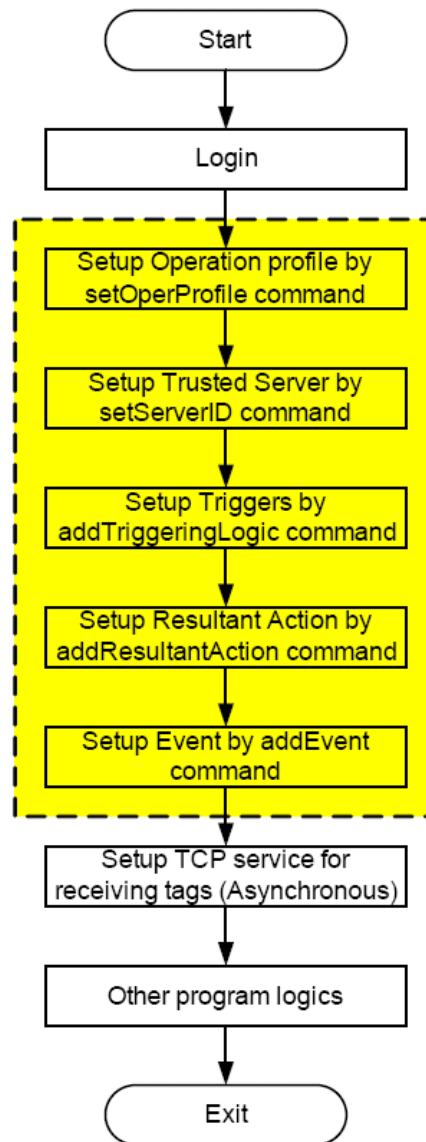 Start
Login
Setup Operation profile by
setOperProfile command
Setup Trusted Server by
setServerID command
Setup Triggers by
addTriggeringLogic command
Setup Resultant Action by
addResultantAction command
Setup Event by addEvent
command
Setup TCP service for
receiving tags (Asynchronous)
Other program logics
Exit